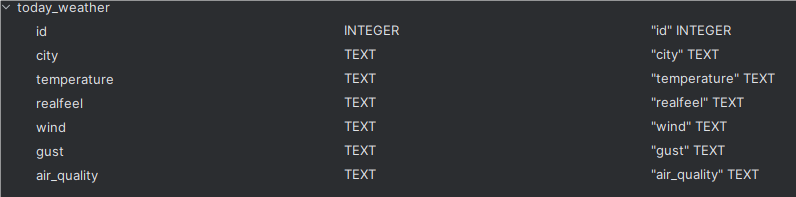 today_weather
id INTEGER "id" INTEGER
city TEXT "city" TEXT
temperature TEXT "temperature" TEXT
realfeel TEXT "realfeel" TEXT
wind TEXT "wind" TEXT
gust TEXT "gust" TEXT
air_quality TEXT "air_quality" TEXT